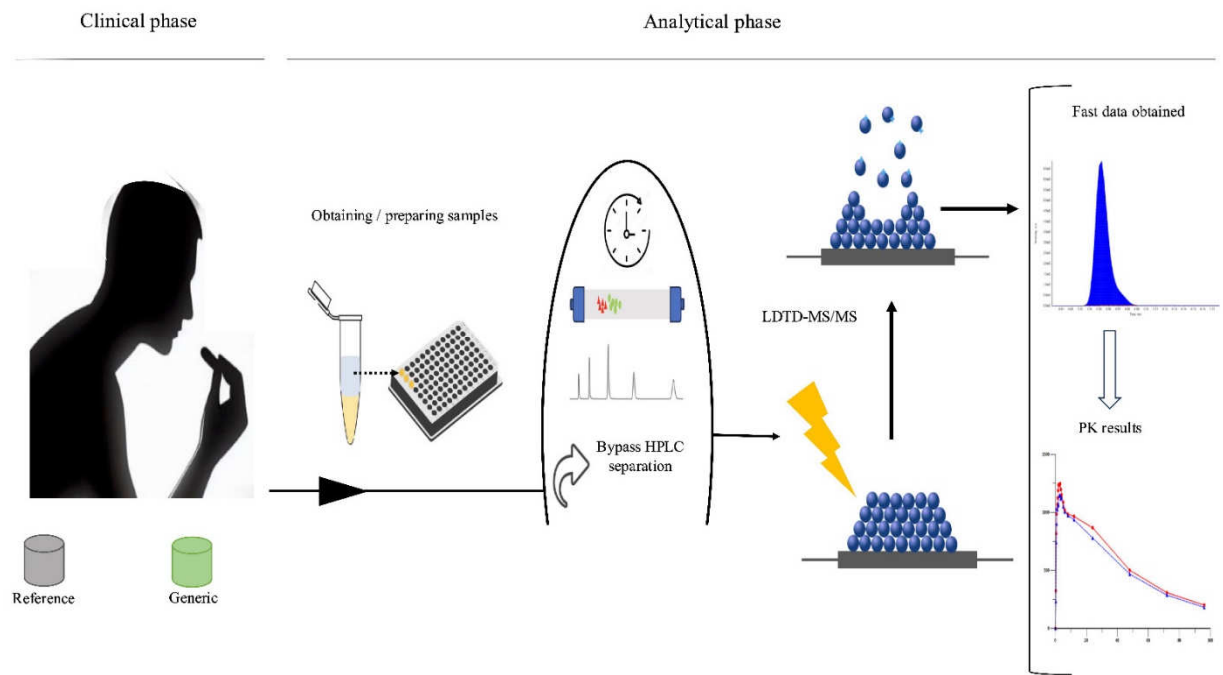 Clinical phase
Analytical phase
Obtaining / preparing samples
Bypass HPLC
separation
LDTD-MS/MS
Fast data obtained
PK results
Reference
Generic